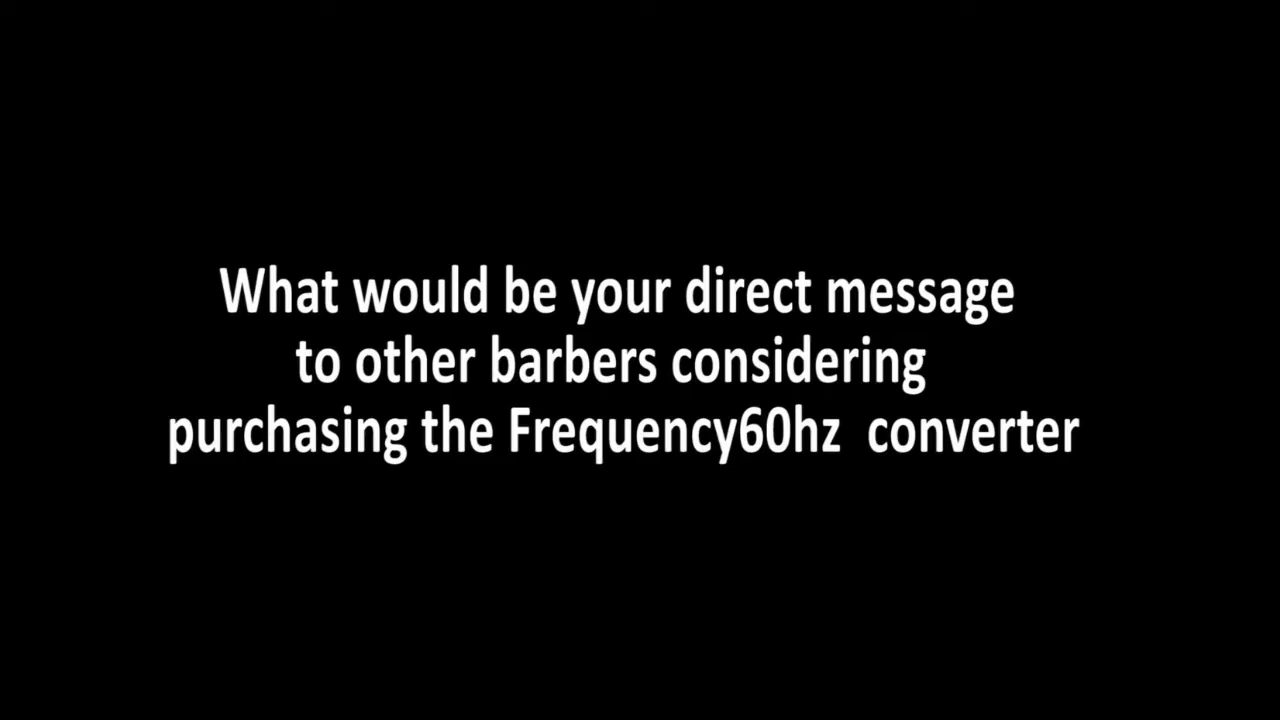 What would be your direct message
to other barbers considering
purchasing the Frequency60hz  converter